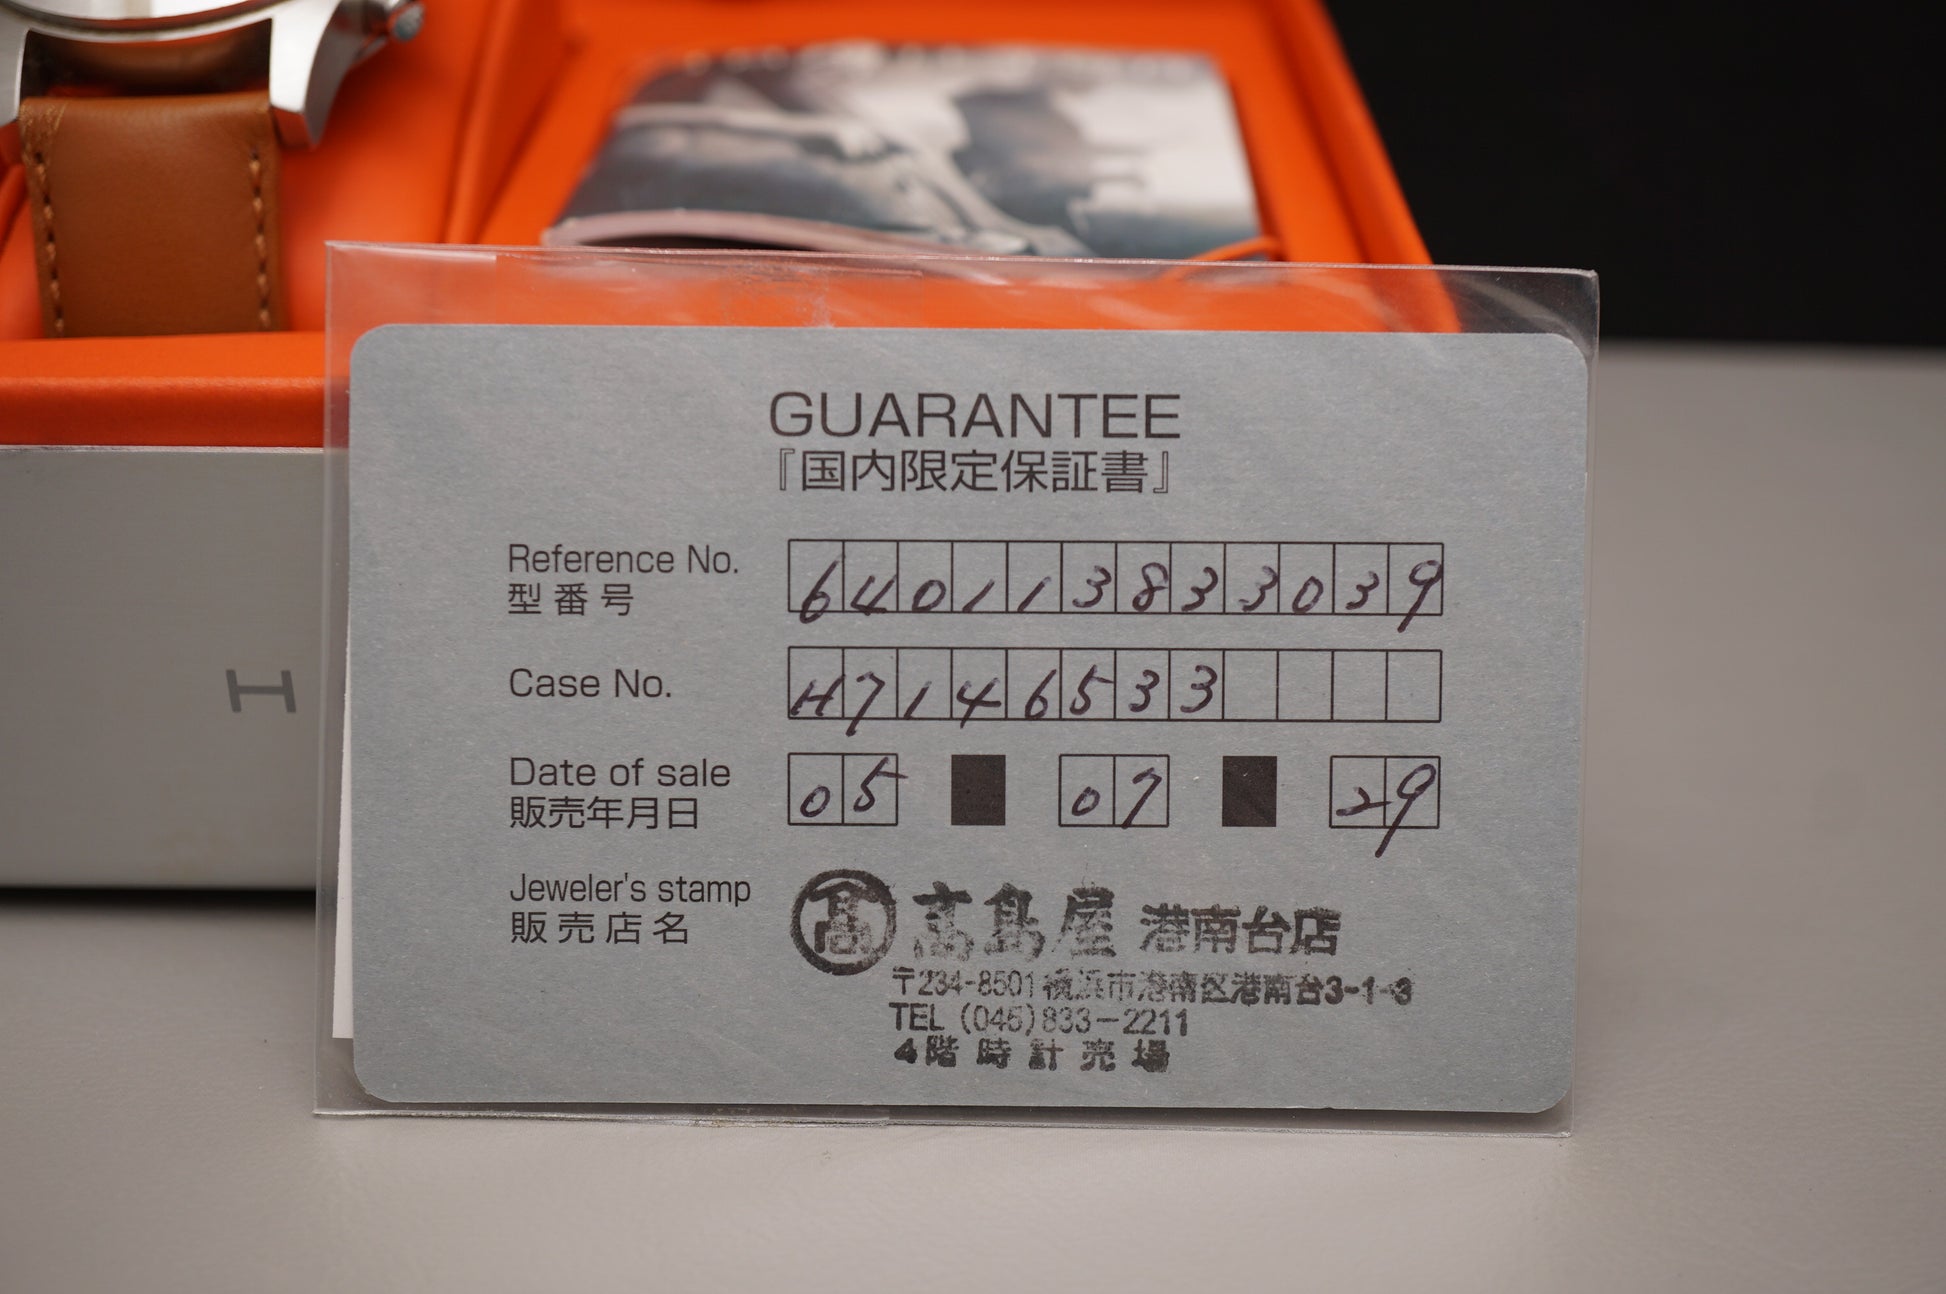 GUARANTEE
『国内限定保証書』
Reference No. 640113833039
型番号
Case No. H7146533
Date of sale 05 07 29
販売年月日
Jeweler's stamp
販売店名
髙 高島屋 港南台店
〒234-8501 横浜市港南区港南台3-1-3
TEL (045)833-2211
4階時計売場
H